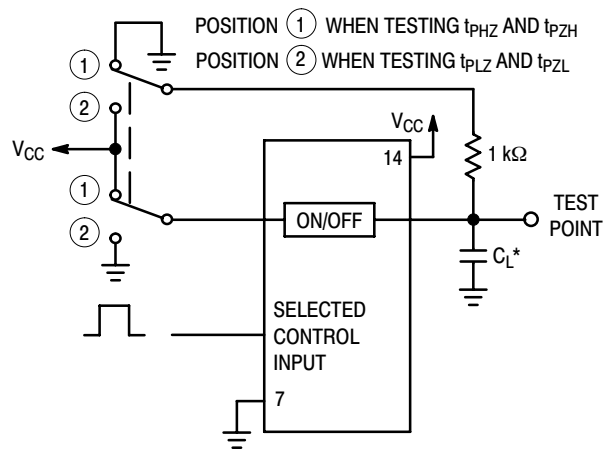 POSITION 1 WHEN TESTING tPHZ AND tPZH
POSITION 2 WHEN TESTING tPLZ AND tPZL
1
2
VCC
1
2
VCC
14
1 kΩ
ON/OFF
TEST
POINT
CL*
SELECTED
CONTROL
INPUT
7